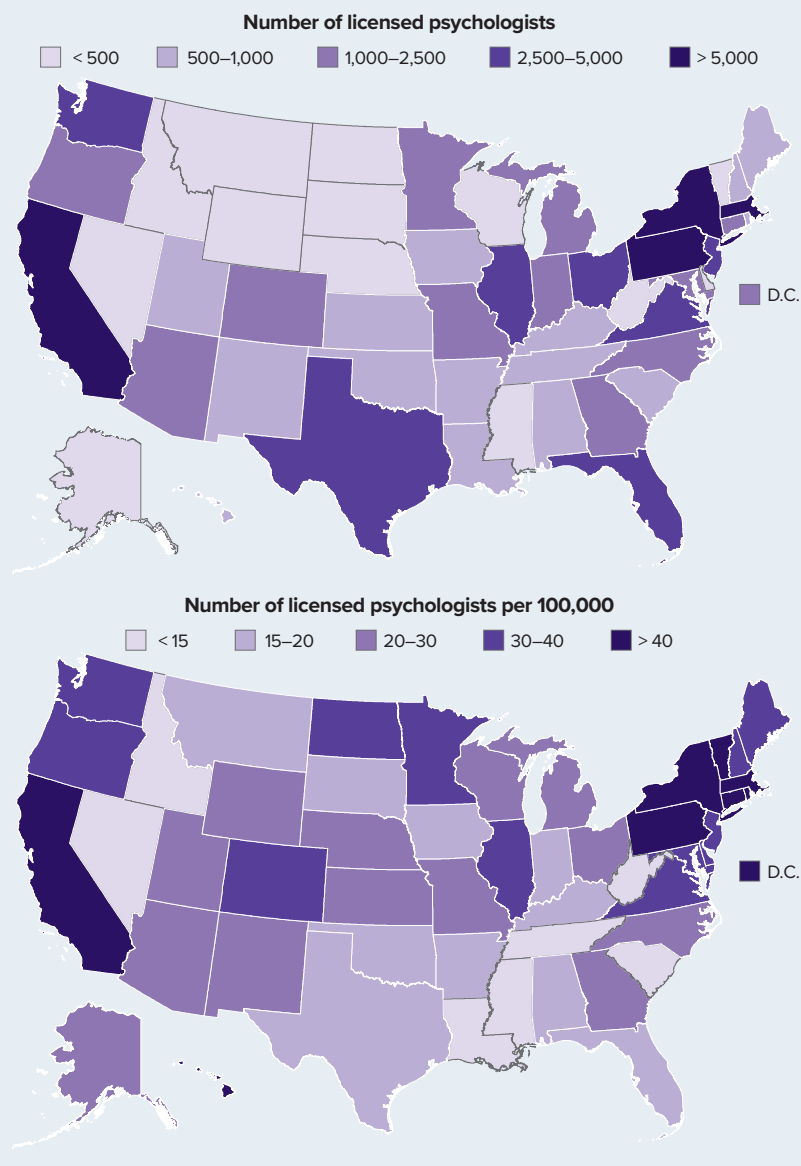 Number of licensed psychologists
< 500 500–1,000 1,000–2,500 2,500–5,000 > 5,000
D.C.
Number of licensed psychologists per 100,000
< 15 15–20 20–30 30–40 > 40
D.C.